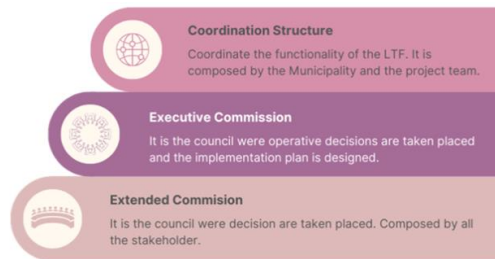 Coordination Structure
Coordinate the functionality of the LTF. It is
composed by the Municipality and the project team.
Executive Commission
It is the council were operative decisions are taken placed
and the implementation plan is designed.
Extended Commision
It is the council were decision are taken placed. Composed by all
the stakeholder.